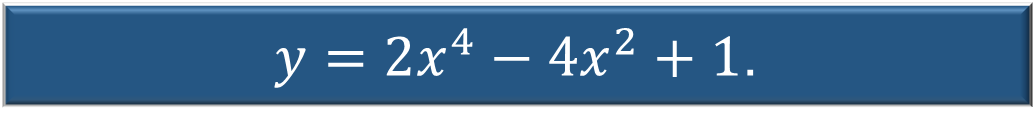 𝑦 = 2𝑥⁴ − 4𝑥² + 1.